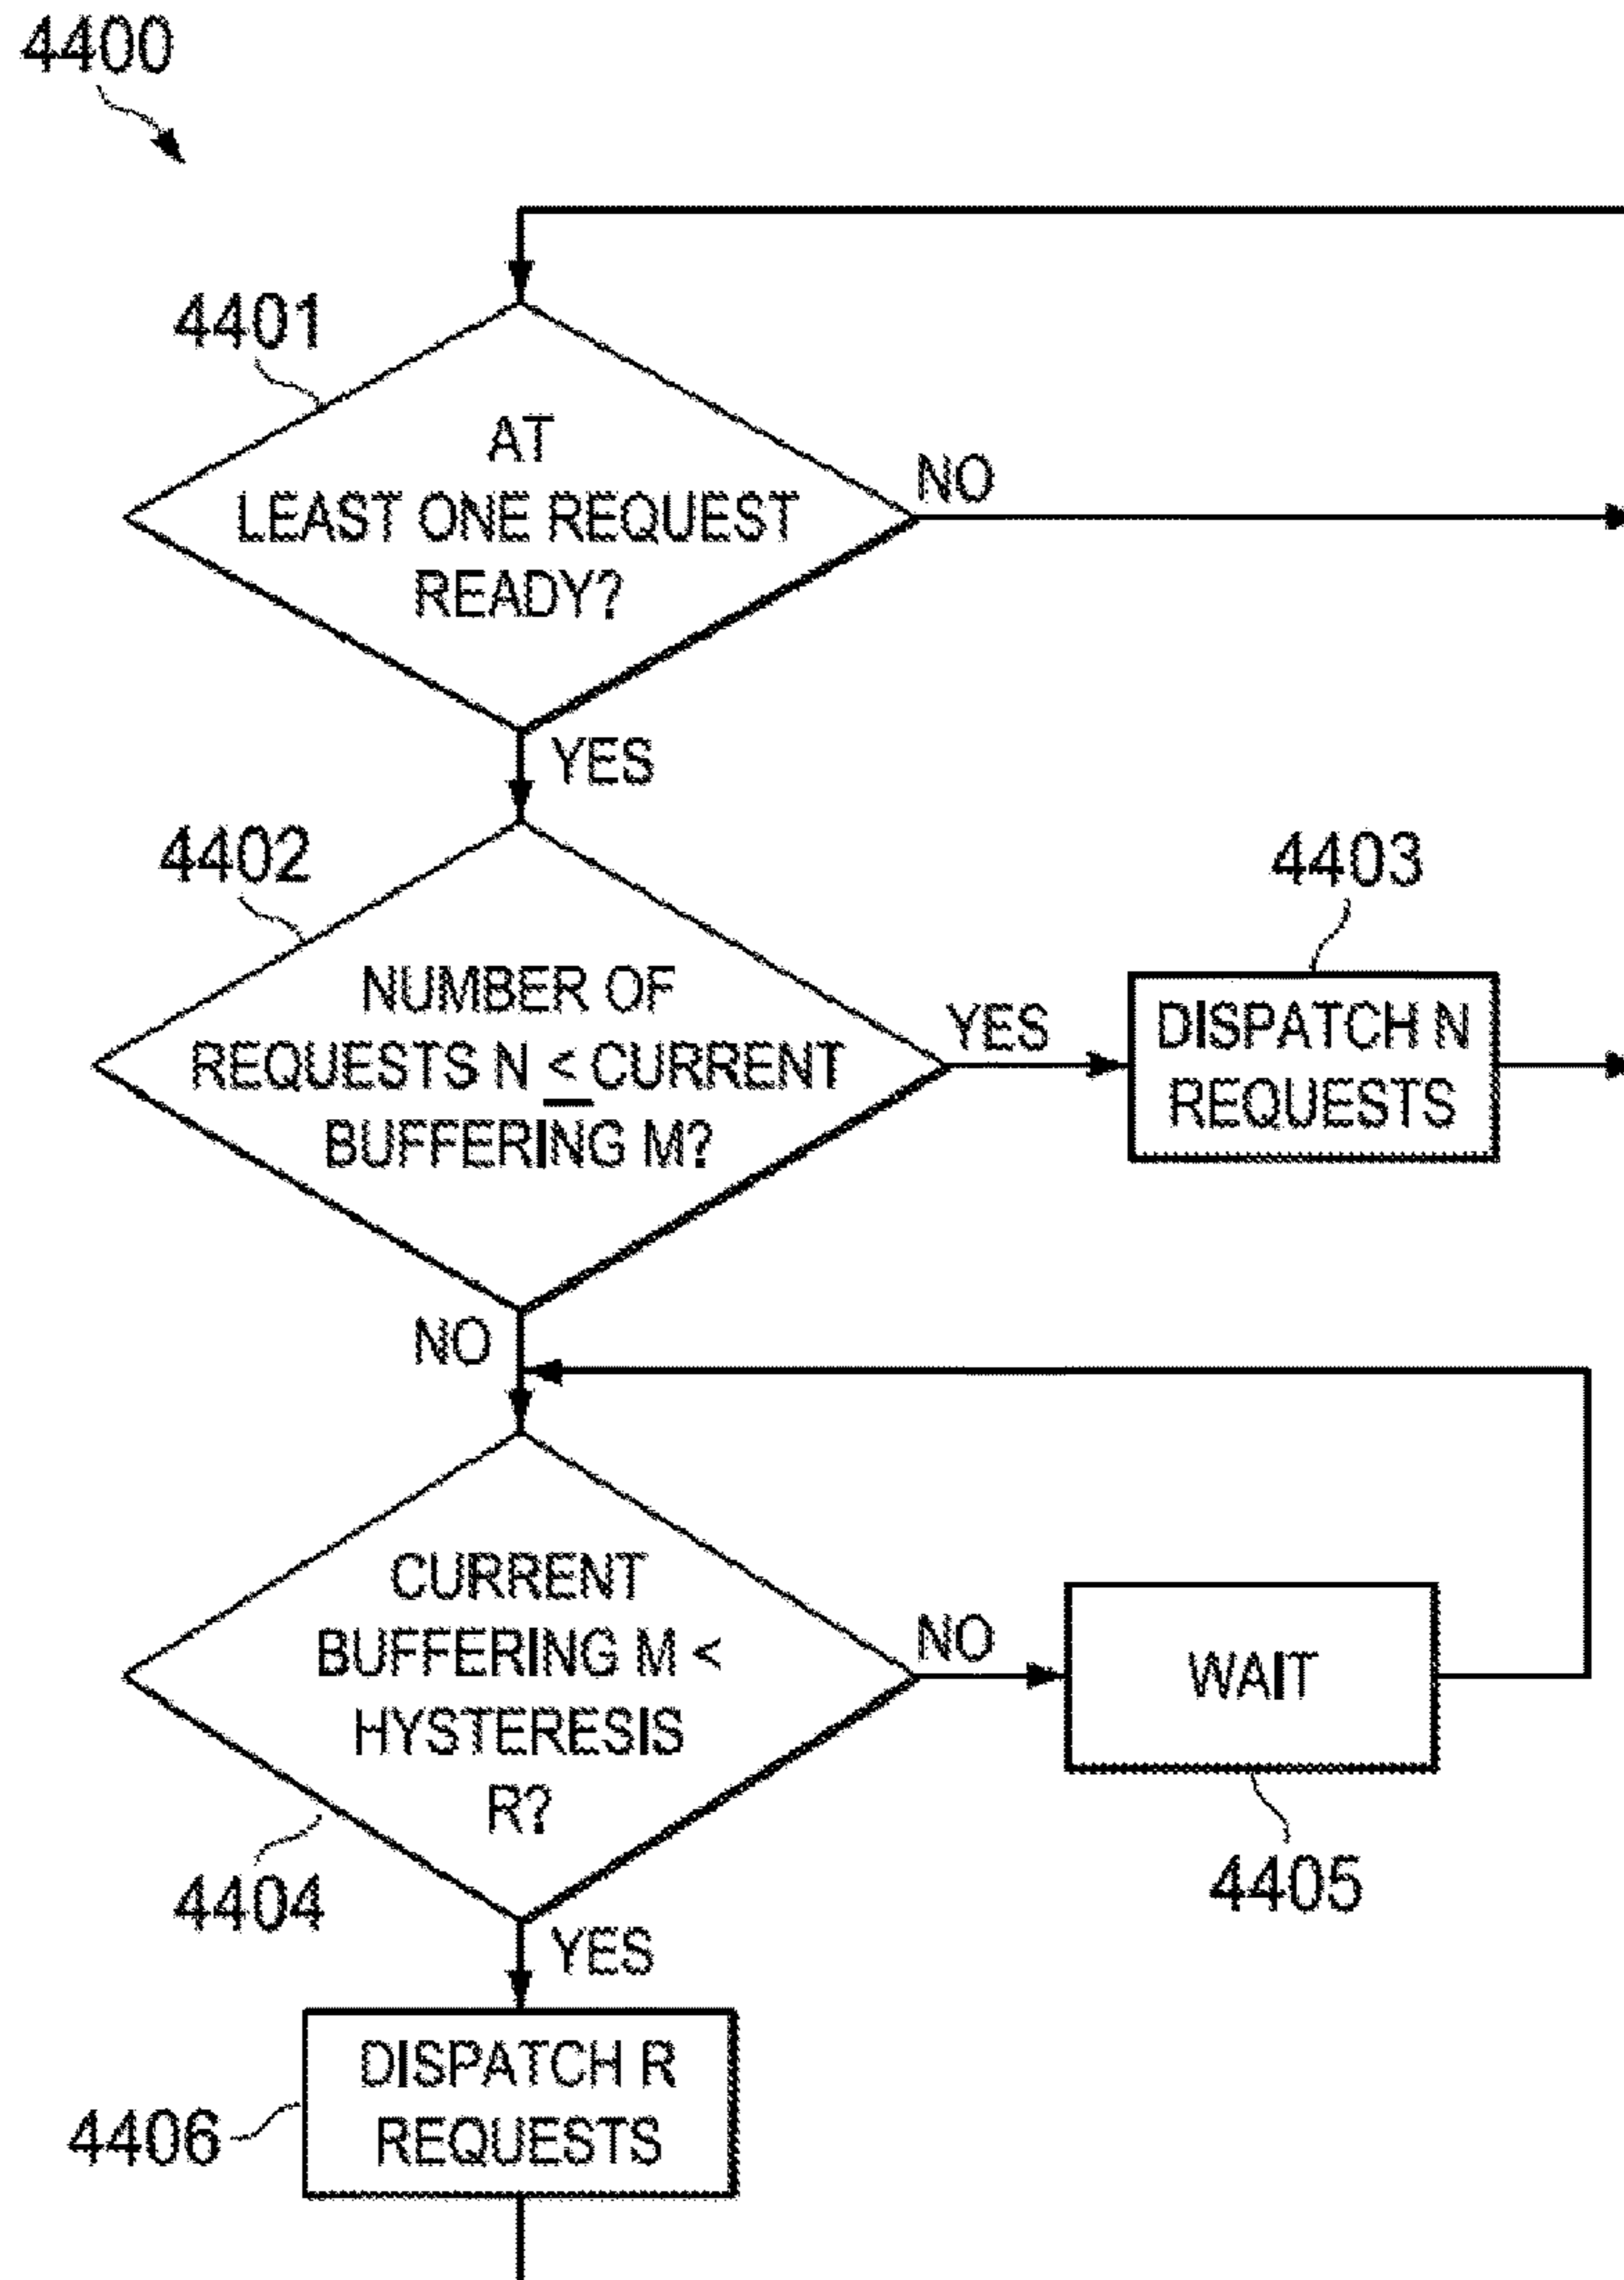 4400
4401
AT
LEAST ONE REQUEST
READY?
NO
YES
4402
NUMBER OF
REQUESTS N ≤ CURRENT
BUFFERING M?
YES
4403
DISPATCH N
REQUESTS
NO
CURRENT
BUFFERING M <
HYSTERESIS
R?
NO
WAIT
4404
4405
YES
DISPATCH R
REQUESTS
4406